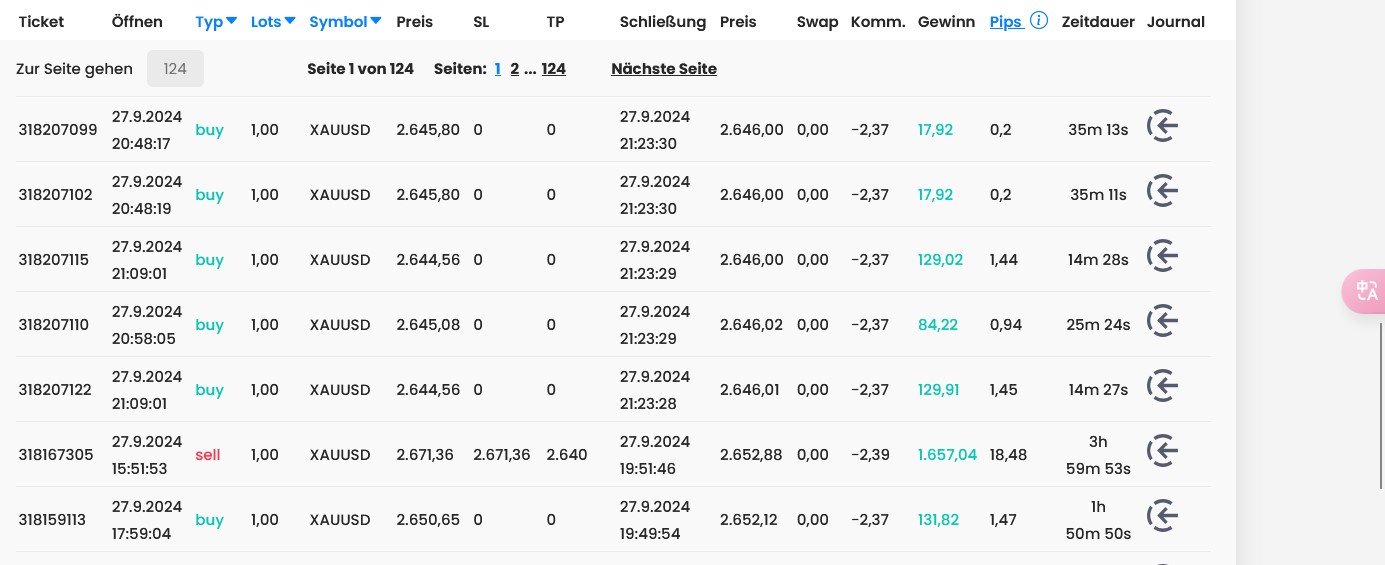 Ticket Öffnen Typ Lots Symbol Preis SL TP Schließung Preis Swap Komm. Gewinn Pips i Zeitdauer Journal
Zur Seite gehen 124 Seite 1 von 124 Seiten: 1 2 ... 124 Nächste Seite
318207099 27.9.2024 20:48:17 buy 1,00 XAUUSD 2.645,80 0 0 27.9.2024 21:23:30 2.646,00 0,00 -2,37 17,92 0,2 35m 13s
318207102 27.9.2024 20:48:19 buy 1,00 XAUUSD 2.645,80 0 0 27.9.2024 21:23:30 2.646,00 0,00 -2,37 17,92 0,2 35m 11s
318207115 27.9.2024 21:09:01 buy 1,00 XAUUSD 2.644,56 0 0 27.9.2024 21:23:29 2.646,00 0,00 -2,37 129,02 1,44 14m 28s
318207110 27.9.2024 20:58:05 buy 1,00 XAUUSD 2.645,08 0 0 27.9.2024 21:23:29 2.646,02 0,00 -2,37 84,22 0,94 25m 24s
318207122 27.9.2024 21:09:01 buy 1,00 XAUUSD 2.644,56 0 0 27.9.2024 21:23:28 2.646,01 0,00 -2,37 129,91 1,45 14m 27s
318167305 27.9.2024 15:51:53 sell 1,00 XAUUSD 2.671,36 2.671,36 2.640 27.9.2024 19:51:46 2.652,88 0,00 -2,39 1.657,04 18,48 3h 59m 53s
318159113 27.9.2024 17:59:04 buy 1,00 XAUUSD 2.650,65 0 0 27.9.2024 19:49:54 2.652,12 0,00 -2,37 131,82 1,47 1h 50m 50s
中A